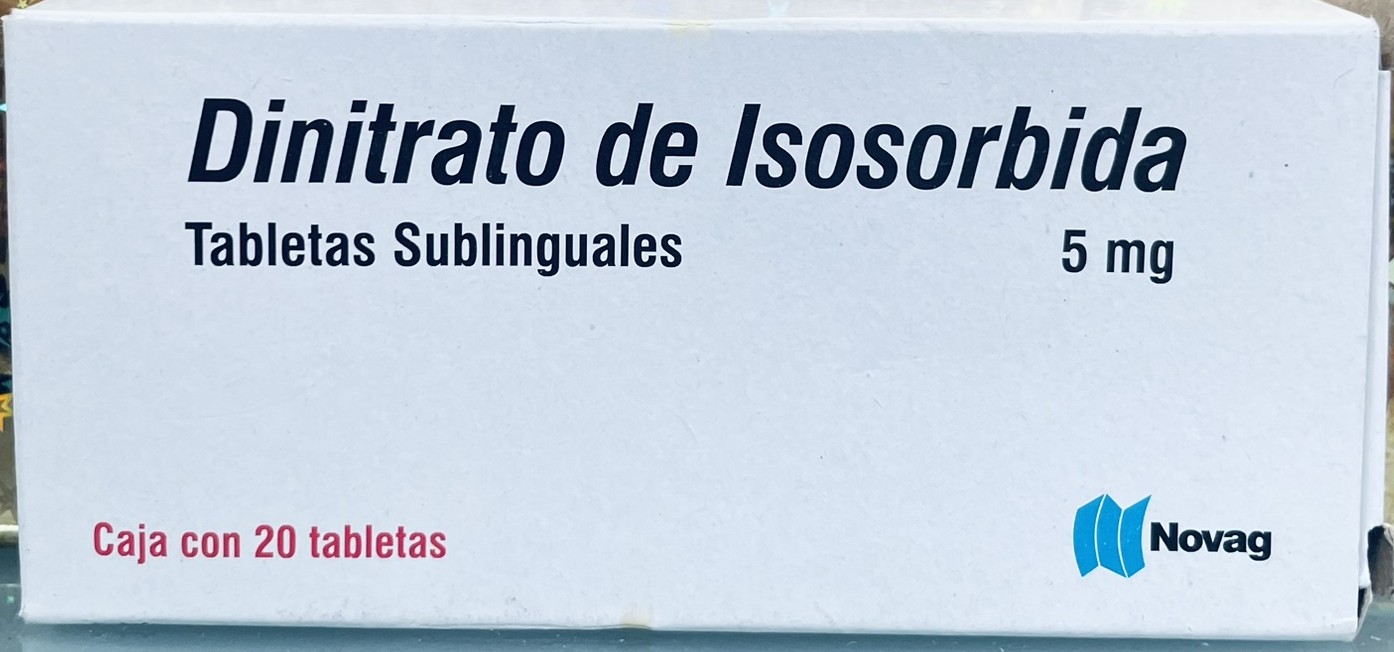 Dinitrato de Isosorbida
Tabletas Sublinguales 5 mg
Caja con 20 tabletas
Novag